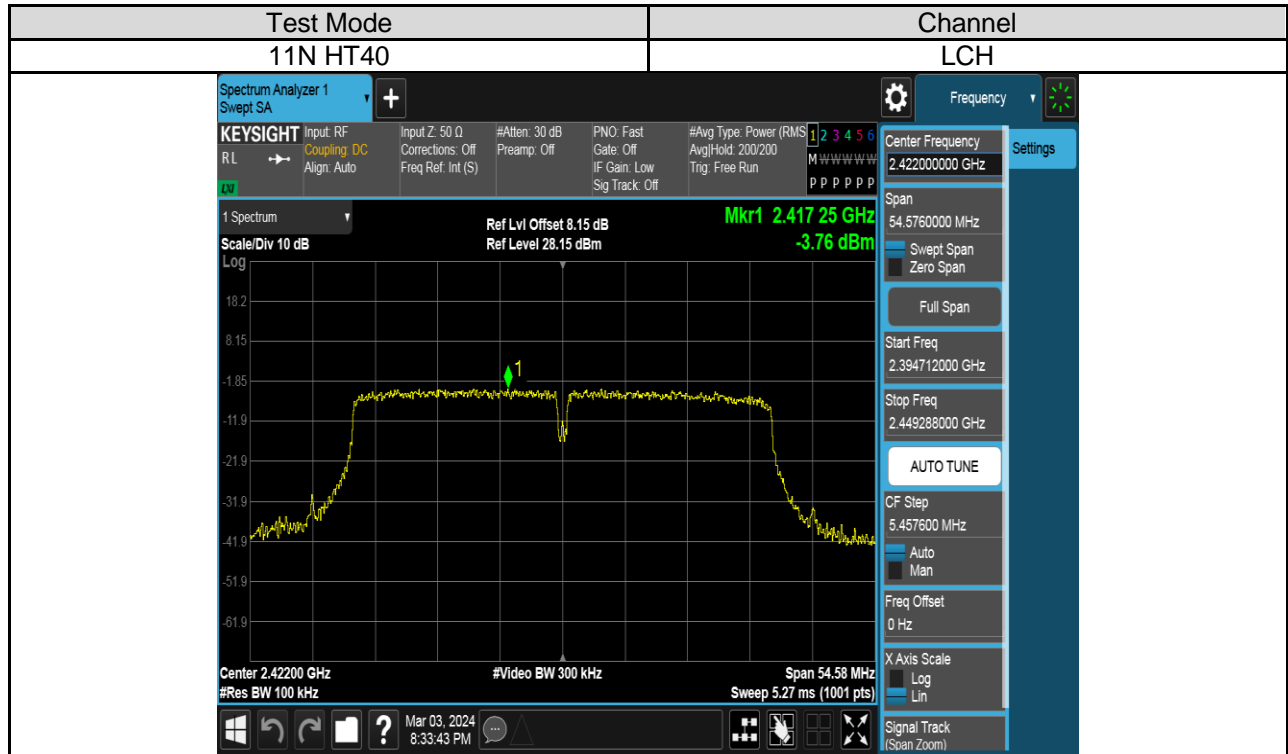 Test Mode Channel
11N HT40 LCH
Spectrum Analyzer 1
Swept SA
+
Frequency
KEYSIGHT
RL
LXI
Input: RF
Coupling: DC
Align: Auto
Input Z: 50 Ω
Corrections: Off
Freq Ref: Int (S)
#Atten: 30 dB
Preamp: Off
PNO: Fast
Gate: Off
IF Gain: Low
Sig Track: Off
#Avg Type: Power (RMS
Avg|Hold: 200/200
Trig: Free Run
1 2 3 4 5 6
M W W W W W
P P P P P P
1 Spectrum
Scale/Div 10 dB
Log
Ref Lvl Offset 8.15 dB
Ref Level 28.15 dBm
Mkr1 2.417 25 GHz
-3.76 dBm
18.2
8.15
-1.85
-11.9
-21.9
-31.9
-41.9
-51.9
-61.9
1
Center 2.42200 GHz
#Video BW 300 kHz
Span 54.58 MHz
#Res BW 100 kHz
Sweep 5.27 ms (1001 pts)
?
Mar 03, 2024
8:33:43 PM
Center Frequency
2.422000000 GHz
Settings
Span
54.5760000 MHz
Swept Span
Zero Span
Full Span
Start Freq
2.394712000 GHz
Stop Freq
2.449288000 GHz
AUTO TUNE
CF Step
5.457600 MHz
Auto
Man
Freq Offset
0 Hz
X Axis Scale
Log
Lin
Signal Track
(Span Zoom)